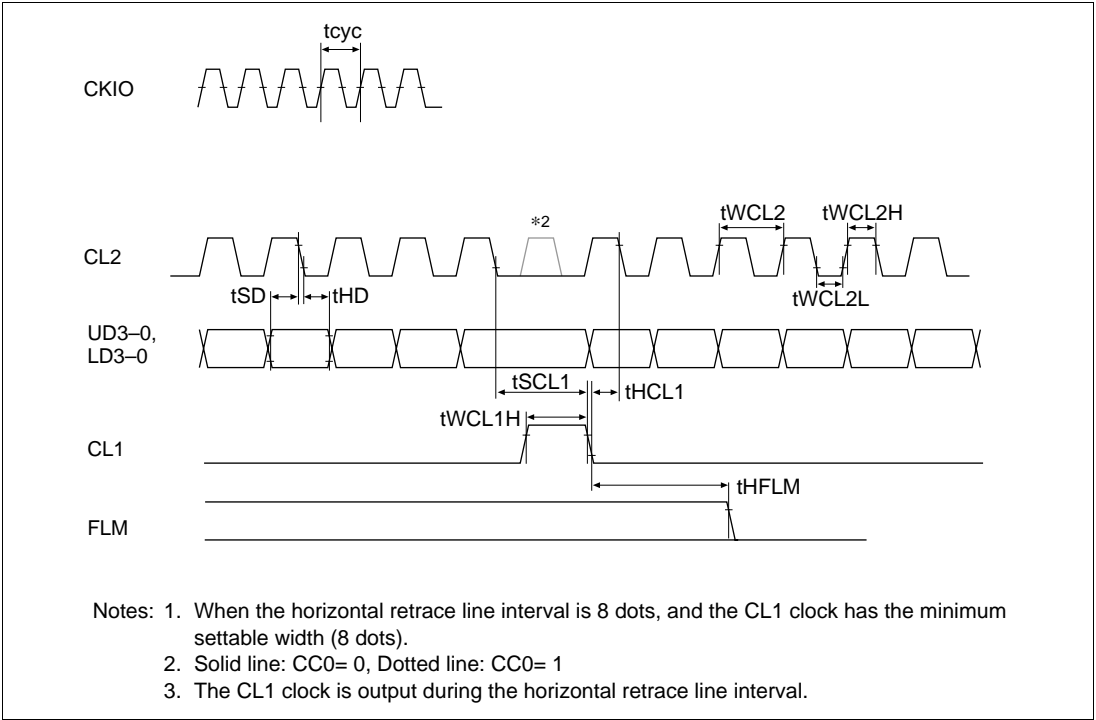 tcyc
CKIO
*2
tWCL2
tWCL2H
CL2
tWCL2L
tSD
tHD
UD3–0,
LD3–0
tSCL1
tHCL1
tWCL1H
CL1
tHFLM
FLM
Notes: 1. When the horizontal retrace line interval is 8 dots, and the CL1 clock has the minimum
settable width (8 dots).
2. Solid line: CC0= 0, Dotted line: CC0= 1
3. The CL1 clock is output during the horizontal retrace line interval.